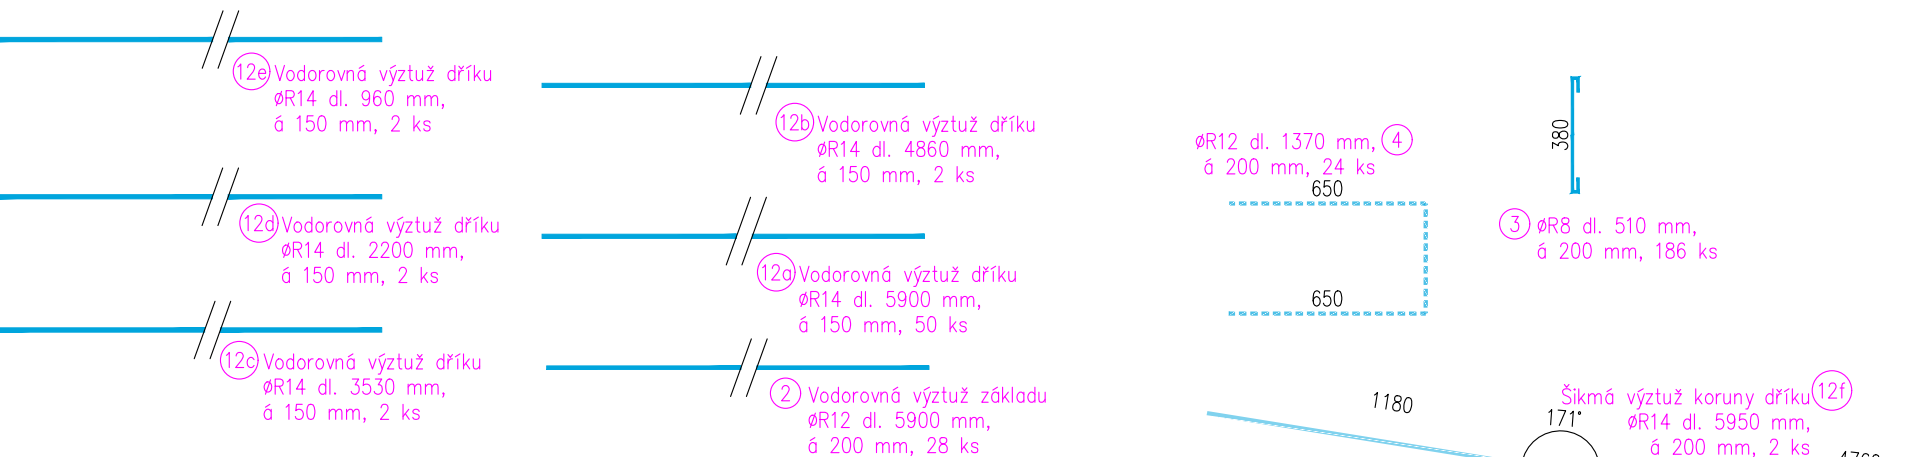 12e Vodorovná výztuž dříku
øR14 dl. 960 mm,
á 150 mm, 2 ks
12d Vodorovná výztuž dříku
øR14 dl. 2200 mm,
á 150 mm, 2 ks
12c Vodorovná výztuž dříku
øR14 dl. 3530 mm,
á 150 mm, 2 ks
12b Vodorovná výztuž dříku
øR14 dl. 4860 mm,
á 150 mm, 2 ks
12a Vodorovná výztuž dříku
øR14 dl. 5900 mm,
á 150 mm, 50 ks
2 Vodorovná výztuž základu
øR12 dl. 5900 mm,
á 200 mm, 28 ks
øR12 dl. 1370 mm, 4
á 200 mm, 24 ks
650
650
380
3 øR8 dl. 510 mm,
á 200 mm, 186 ks
1180
Šikmá výztuž koruny dříku 12f
171° øR14 dl. 5950 mm,
á 200 mm, 2 ks